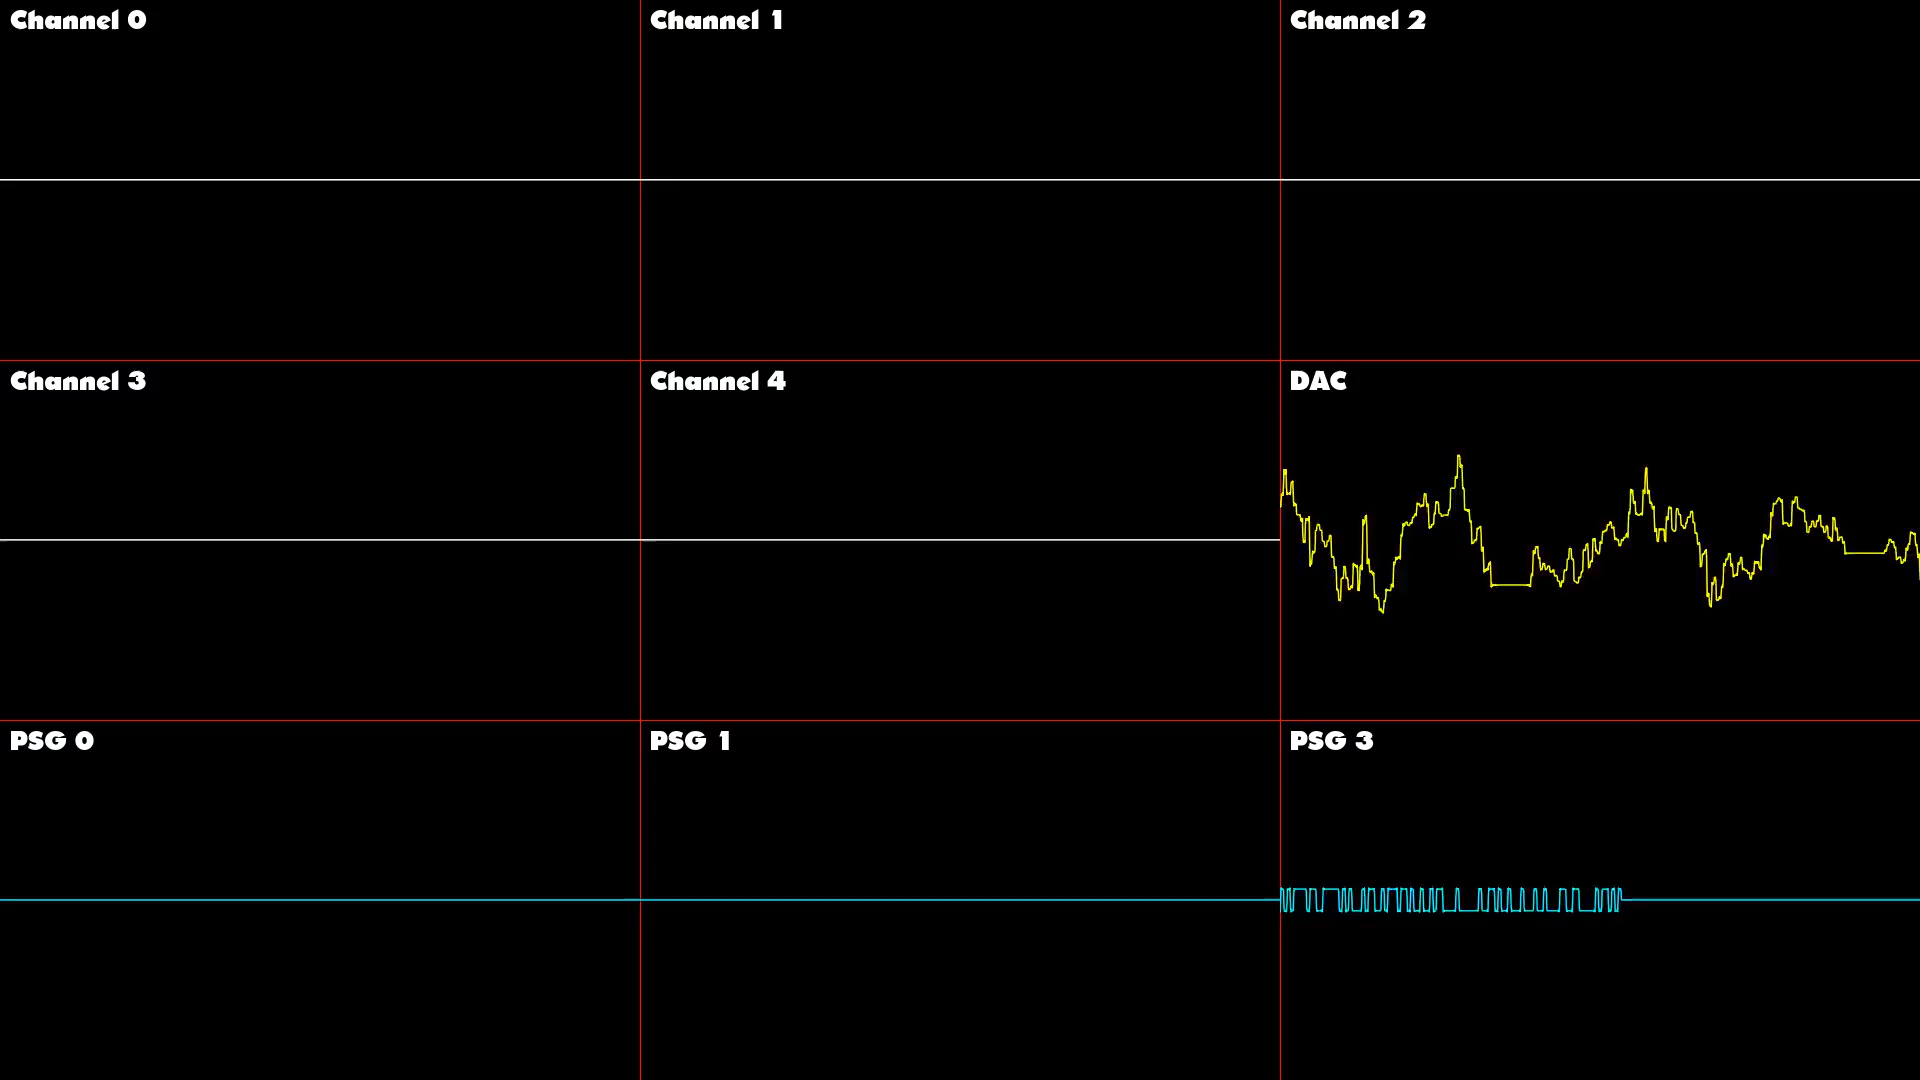 Channel 0
Channel 1
Channel 2
Channel 3
Channel 4
DAC
PSG 0
PSG 1
PSG 3